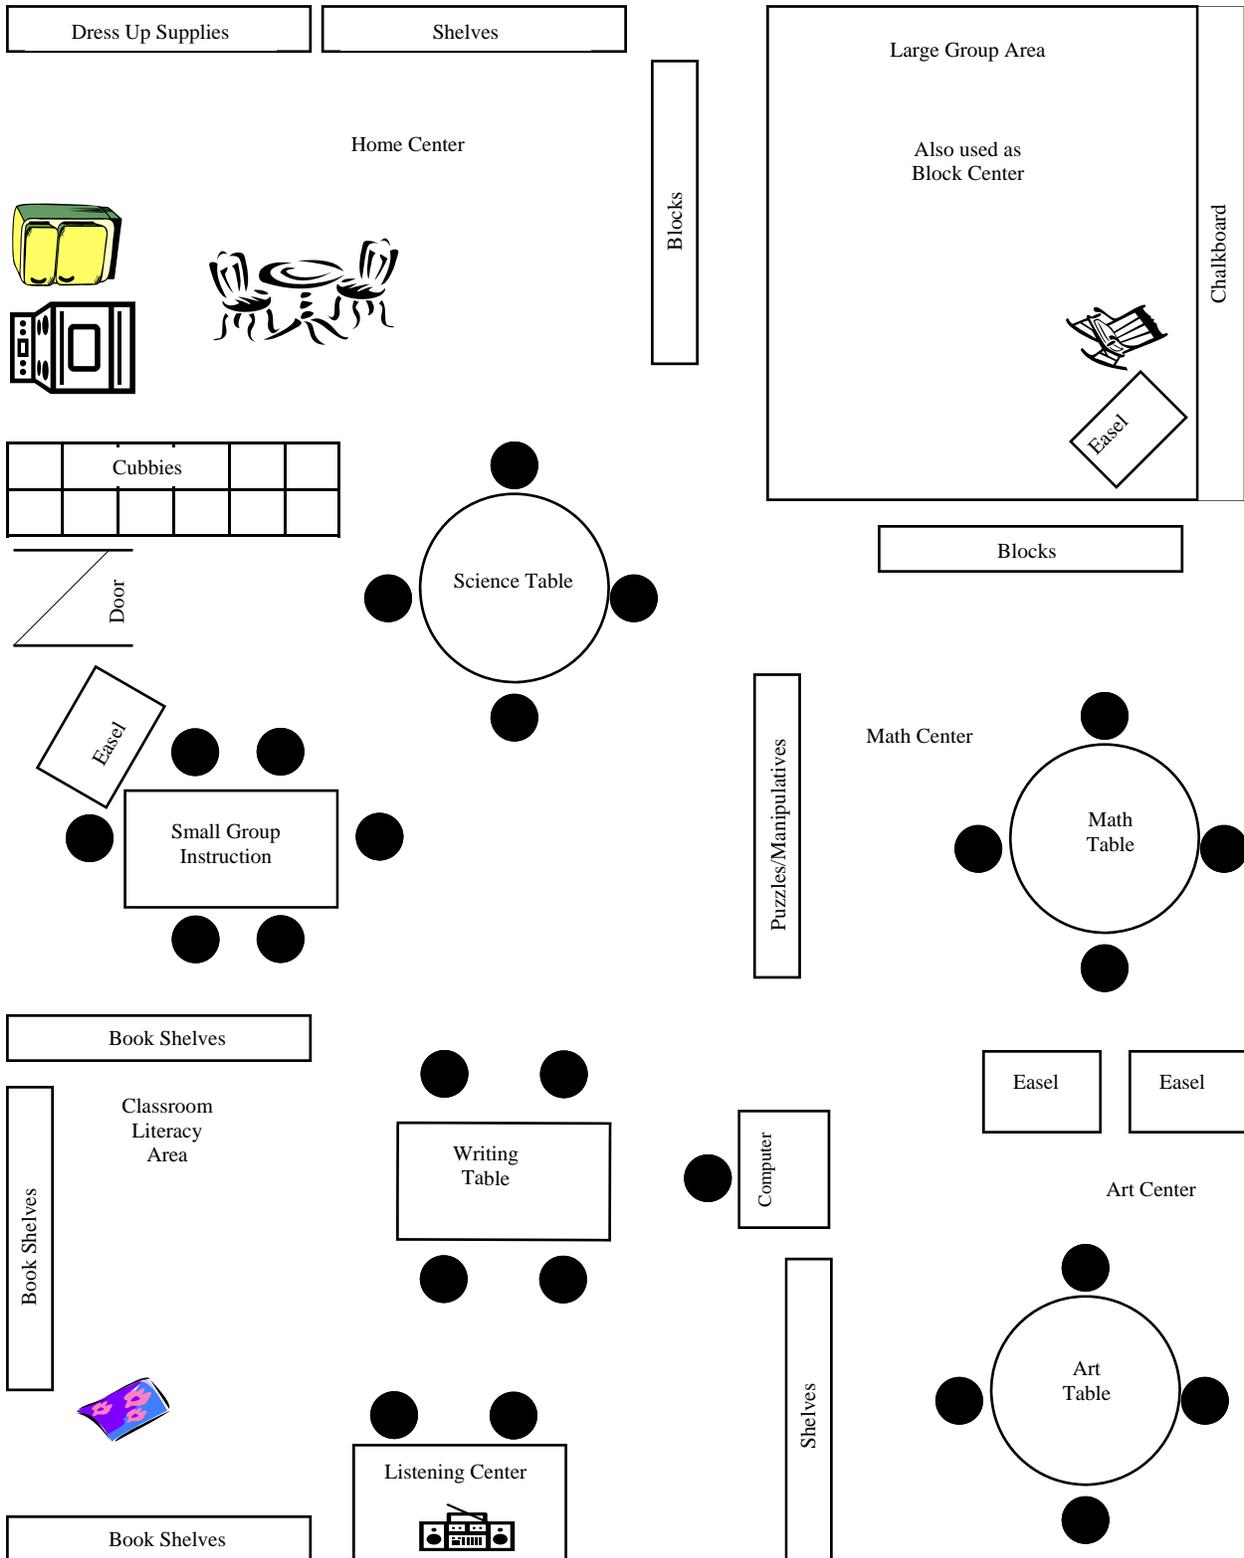 Dress Up Supplies
Shelves
Large Group Area
Home Center
Also used as
Block Center
Blocks
Chalkboard
Easel
Cubbies
Blocks
Science Table
Door
Easel
Math Center
Puzzles/Manipulatives
Small Group
Instruction
Math
Table
Book Shelves
Classroom
Literacy
Area
Writing
Table
Computer
Easel
Easel
Art Center
Book Shelves
Art
Table
Shelves
Listening Center
Book Shelves